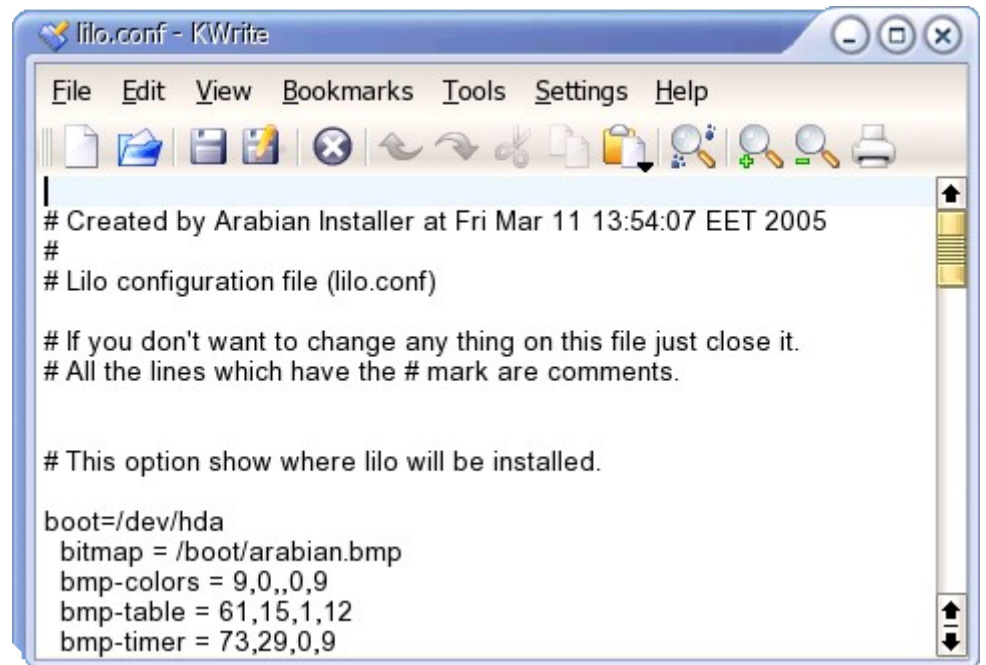 lilo.conf - KWrite
File Edit View Bookmarks Tools Settings Help
# Created by Arabian Installer at Fri Mar 11 13:54:07 EET 2005
#
# Lilo configuration file (lilo.conf)
# If you don't want to change any thing on this file just close it.
# All the lines which have the # mark are comments.
# This option show where lilo will be installed.
boot=/dev/hda
bitmap = /boot/arabian.bmp
bmp-colors = 9,0,,0,9
bmp-table = 61,15,1,12
bmp-timer = 73,29,0,9